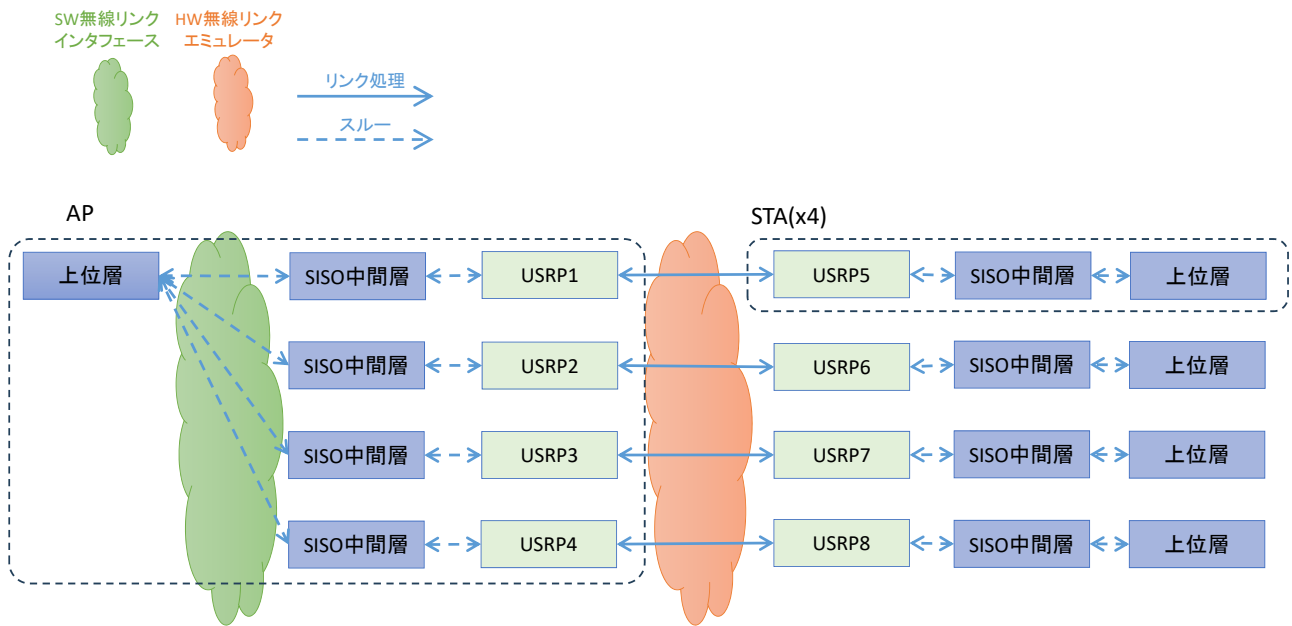 SW無線リンク
インタフェース
HW無線リンク
エミュレータ
リンク処理
スルー
AP
STA(x4)
上位層
SISO中間層
USRP1
USRP5
SISO中間層
上位層
SISO中間層
USRP2
USRP6
SISO中間層
上位層
SISO中間層
USRP3
USRP7
SISO中間層
上位層
SISO中間層
USRP4
USRP8
SISO中間層
上位層